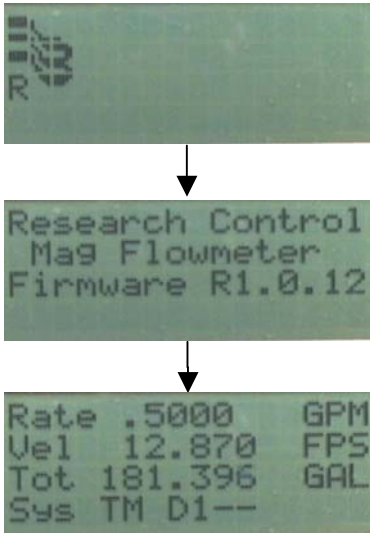 R
Research Control
Mag Flowmeter
Firmware R1.0.12
Rate .5000 GPM
Vel 12.870 FPS
Tot 181.396 GAL
Sys TM D1--